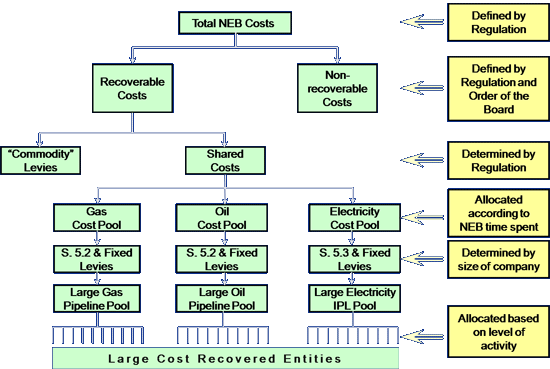 Total NEB Costs
Defined by
Regulation
Recoverable
Costs
Non-
recoverable
Costs
Defined by
Regulation and
Order of the
Board
“Commodity”
Levies
Shared
Costs
Determined by
Regulation
Gas
Cost Pool
Oil
Cost Pool
Electricity
Cost Pool
Allocated
according to
NEB time spent
S. 5.2 & Fixed
Levies
S. 5.2 & Fixed
Levies
S. 5.3 & Fixed
Levies
Determined by
size of company
Large Gas
Pipeline Pool
Large Oil
Pipeline Pool
Large Electricity
IPL Pool
Allocated based
on level of
activity
Large Cost Recovered Entities